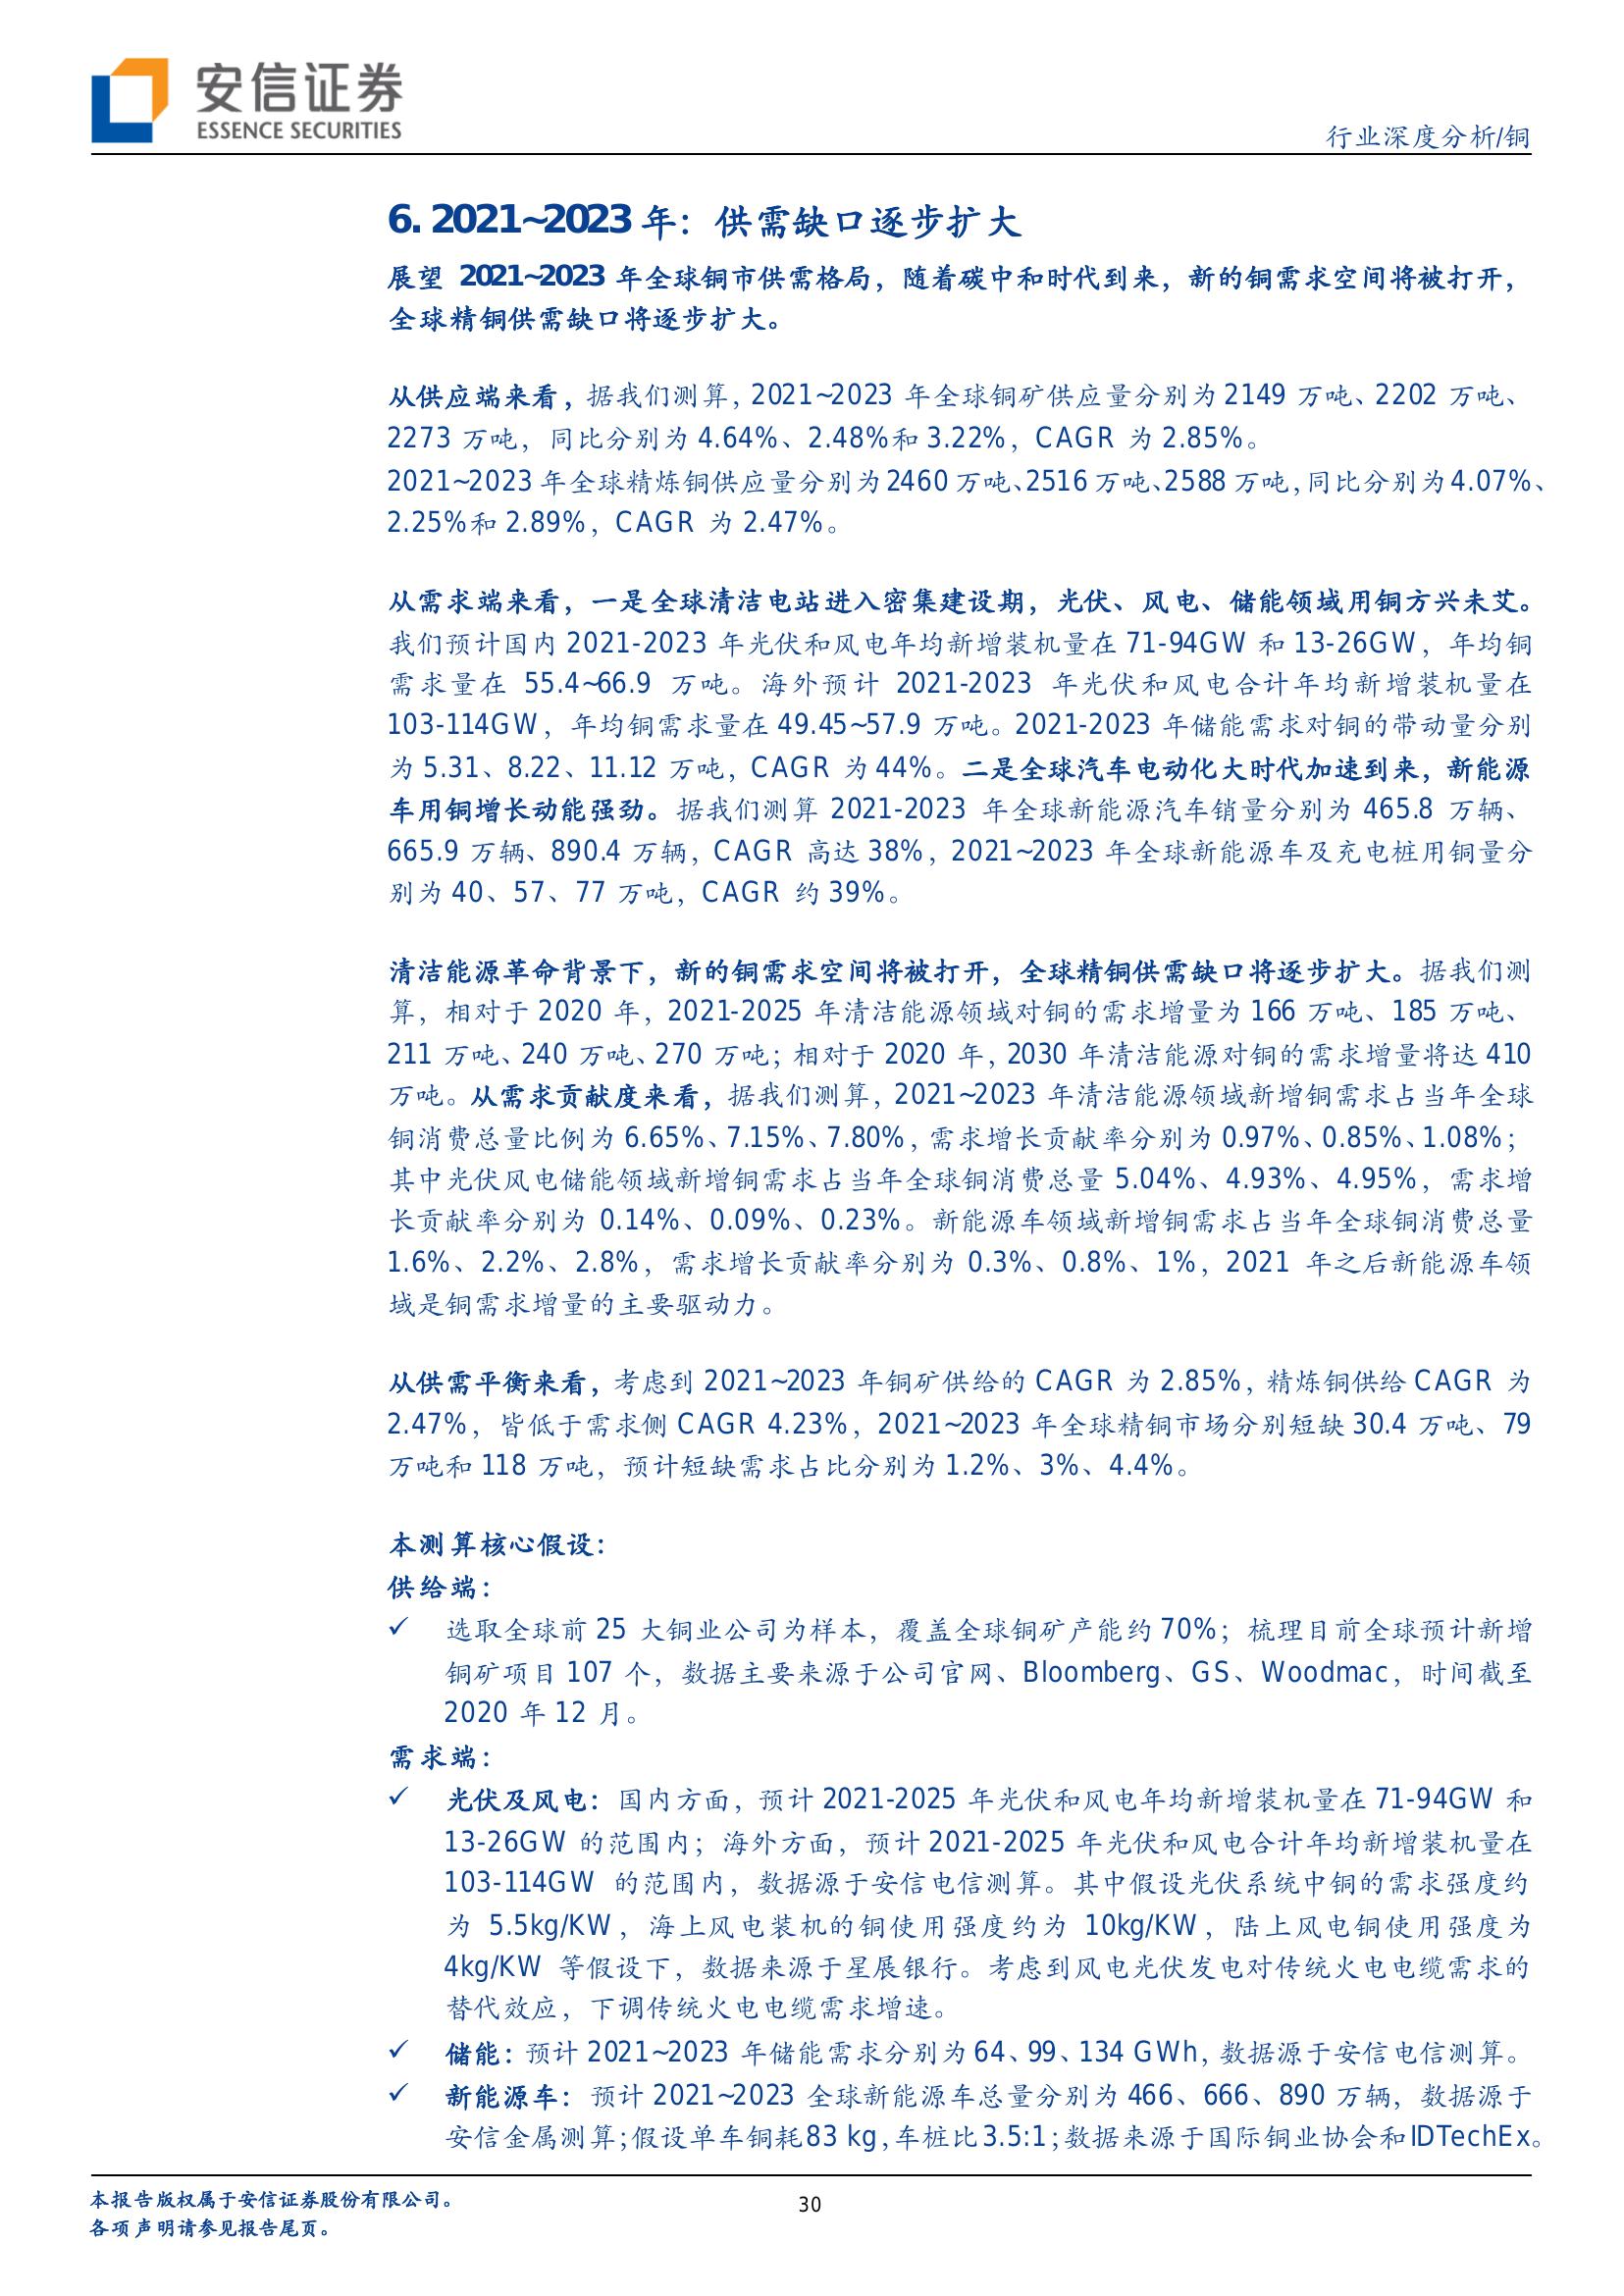 安信证券
ESSENCE SECURITIES
行业深度分析/铜
6. 2021~2023 年：供需缺口逐步扩大
展望 2021~2023 年全球铜市供需格局，随着碳中和时代到来，新的铜需求空间将被打开，
全球精铜供需缺口将逐步扩大。
从供应端来看，据我们测算，2021~2023 年全球铜矿供应量分别为 2149 万吨、2202 万吨、
2273 万吨，同比分别为 4.64%、2.48%和 3.22%，CAGR 为 2.85%。
2021~2023 年全球精炼铜供应量分别为 2460 万吨、2516 万吨、2588 万吨，同比分别为 4.07%、
2.25%和 2.89%，CAGR 为 2.47%。
从需求端来看，一是全球清洁电站进入密集建设期，光伏、风电、储能领域用铜方兴未艾。
我们预计国内 2021-2023 年光伏和风电年均新增装机量在 71-94GW 和 13-26GW，年均铜
需求量在 55.4~66.9 万吨。海外预计 2021-2023 年光伏和风电合计年均新增装机量在
103-114GW，年均铜需求量在 49.45~57.9 万吨。2021-2023 年储能需求对铜的带动量分别
为 5.31、8.22、11.12 万吨，CAGR 为 44%。二是全球汽车电动化大时代加速到来，新能源
车用铜增长动能强劲。据我们测算 2021-2023 年全球新能源汽车销量分别为 465.8 万辆、
665.9 万辆、890.4 万辆，CAGR 高达 38%，2021~2023 年全球新能源车及充电桩用铜量分
别为 40、57、77 万吨，CAGR 约 39%。
清洁能源革命背景下，新的铜需求空间将被打开，全球精铜供需缺口将逐步扩大。据我们测
算，相对于 2020 年，2021-2025 年清洁能源领域对铜的需求增量为 166 万吨、185 万吨、
211 万吨、240 万吨、270 万吨；相对于 2020 年，2030 年清洁能源对铜的需求增量将达 410
万吨。从需求贡献度来看，据我们测算，2021~2023 年清洁能源领域新增铜需求占当年全球
铜消费总量比例为 6.65%、7.15%、7.80%，需求增长贡献率分别为 0.97%、0.85%、1.08%；
其中光伏风电储能领域新增铜需求占当年全球铜消费总量 5.04%、4.93%、4.95%，需求增
长贡献率分别为 0.14%、0.09%、0.23%。新能源车领域新增铜需求占当年全球铜消费总量
1.6%、2.2%、2.8%，需求增长贡献率分别为 0.3%、0.8%、1%，2021 年之后新能源车领
域是铜需求增量的主要驱动力。
从供需平衡来看，考虑到 2021~2023 年铜矿供给的 CAGR 为 2.85%，精炼铜供给 CAGR 为
2.47%，皆低于需求侧 CAGR 4.23%，2021~2023 年全球精铜市场分别短缺 30.4 万吨、79
万吨和 118 万吨，预计短缺需求占比分别为 1.2%、3%、4.4%。
本测算核心假设：
供给端：
✓ 选取全球前 25 大铜业公司为样本，覆盖全球铜矿产能约 70%；梳理目前全球预计新增
铜矿项目 107 个，数据主要来源于公司官网、Bloomberg、GS、Woodmac，时间截至
2020 年 12 月。
需求端：
✓ 光伏及风电：国内方面，预计 2021-2025 年光伏和风电年均新增装机量在 71-94GW 和
13-26GW 的范围内；海外方面，预计 2021-2025 年光伏和风电合计年均新增装机量在
103-114GW 的范围内，数据源于安信电信测算。其中假设光伏系统中铜的需求强度约
为 5.5kg/KW，海上风电装机的铜使用强度约为 10kg/KW，陆上风电铜使用强度为
4kg/KW 等假设下，数据来源于星展银行。考虑到风电光伏发电对传统火电电缆需求的
替代效应，下调传统火电电缆需求增速。
✓ 储能：预计 2021~2023 年储能需求分别为 64、99、134 GWh，数据源于安信电信测算。
✓ 新能源车：预计 2021~2023 全球新能源车总量分别为 466、666、890 万辆，数据源于
安信金属测算；假设单车铜耗 83 kg，车桩比 3.5:1；数据来源于国际铜业协会和 IDTechEx。
本报告版权属于安信证券股份有限公司。
30
各项声明请参见报告尾页。